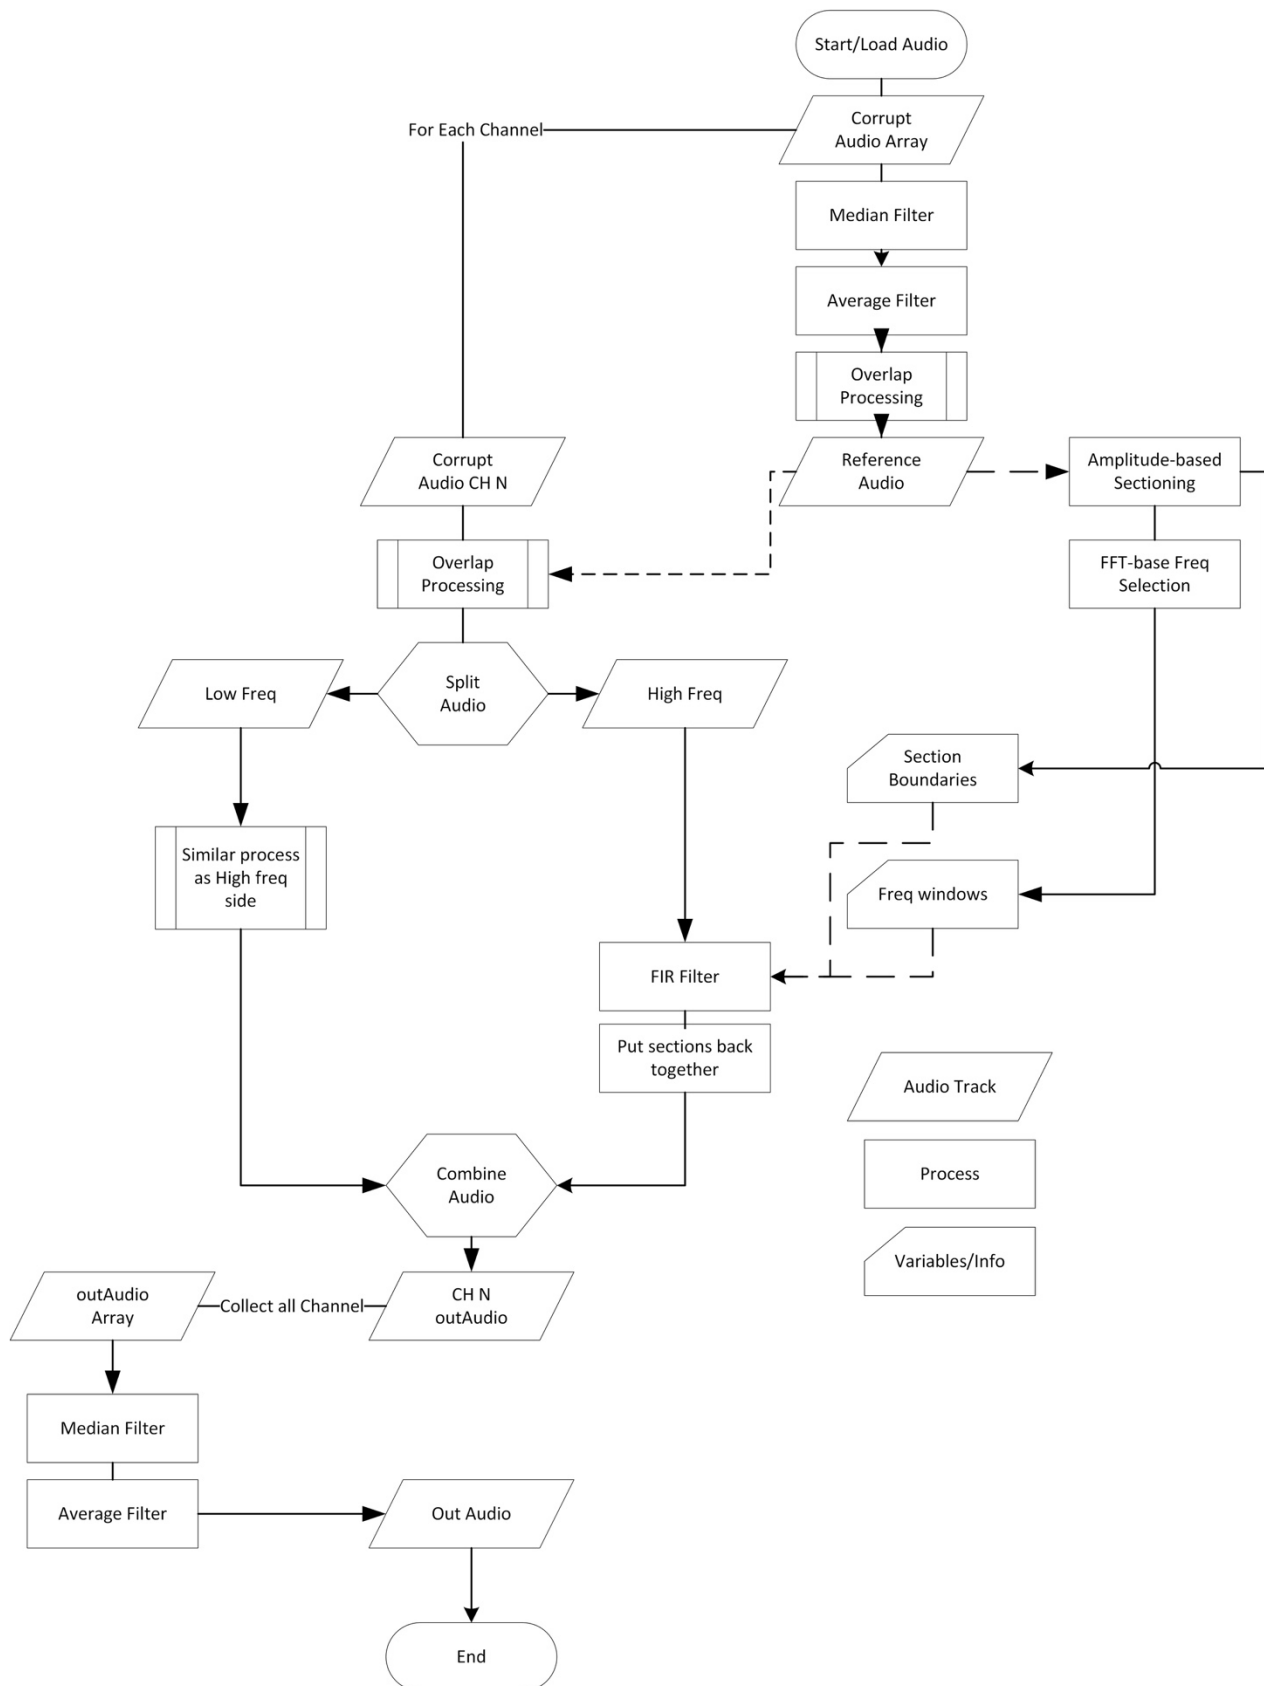 Start/Load Audio
Corrupt
Audio Array
For Each Channel
Median Filter
Average Filter
Overlap
Processing
Reference
Audio
Amplitude-based
Sectioning
Corrupt
Audio CH N
Overlap
Processing
FFT-base Freq
Selection
Low Freq
Split
Audio
High Freq
Section
Boundaries
Similar process
as High freq
side
Freq windows
FIR Filter
Put sections back
together
Audio Track
Process
Variables/Info
Combine
Audio
outAudio
Array
Collect all Channel
CH N
outAudio
Median Filter
Average Filter
Out Audio
End